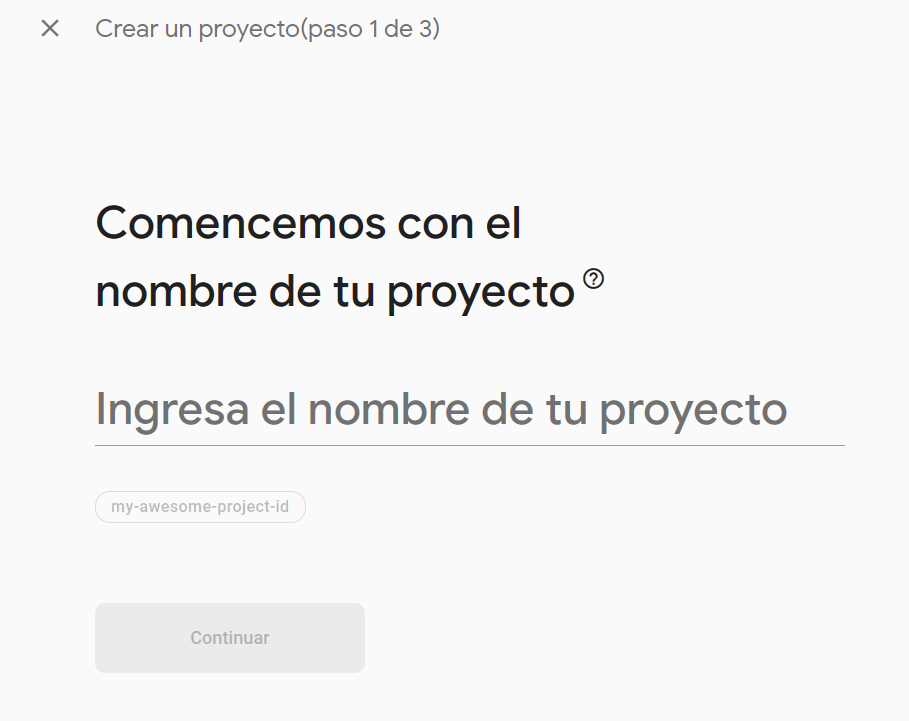 Crear un proyecto(paso 1 de 3)
Comencemos con el
nombre de tu proyecto
Ingresa el nombre de tu proyecto
my-awesome-project-id
Continuar